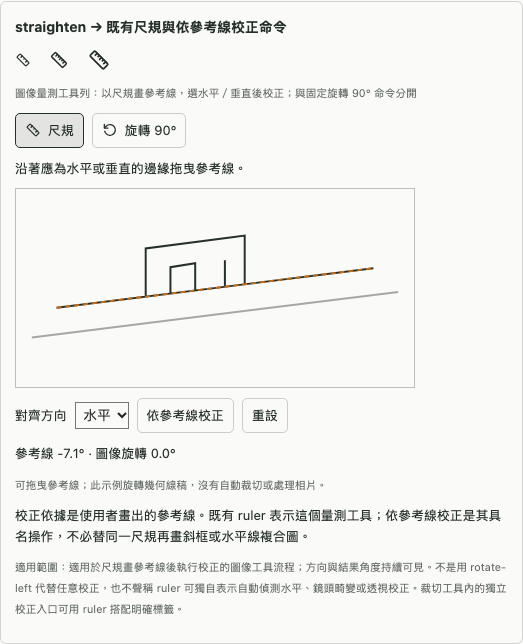 straighten → 既有尺規與依參考線校正命令
圖像量測工具列：以尺規畫參考線，選水平 / 垂直後校正；與固定旋轉 90° 命令分開
尺規
旋轉 90°
沿著應為水平或垂直的邊緣拖曳參考線。
對齊方向 水平 依參考線校正 重設
參考線 -7.1° · 圖像旋轉 0.0°
可拖曳參考線；此示例旋轉幾何線稿，沒有自動裁切或處理相片。
校正依據是使用者畫出的參考線。既有 ruler 表示這個量測工具；依參考線校正是其具
名操作，不必替同一尺規再畫斜框或水平線複合圖。
適用範圍：適用於尺規畫參考線後執行校正的圖像工具流程；方向與結果角度持續可見。不是用 rotate-
left 代替任意校正，也不聲稱 ruler 可獨自表示自動偵測水平、鏡頭畸變或透視校正。裁切工具內的獨立
校正入口可用 ruler 搭配明確標籤。